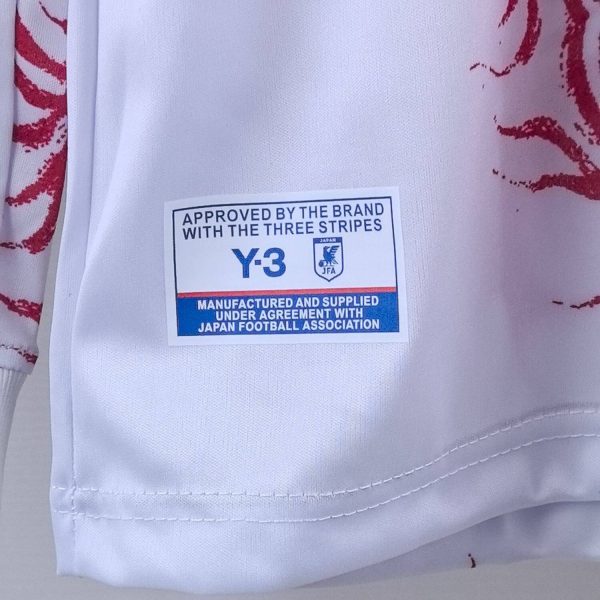 APPROVED BY THE BRAND
WITH THE THREE STRIPES
Y-3
JAPAN
JFA
MANUFACTURED AND SUPPLIED
UNDER AGREEMENT WITH
JAPAN FOOTBALL ASSOCIATION